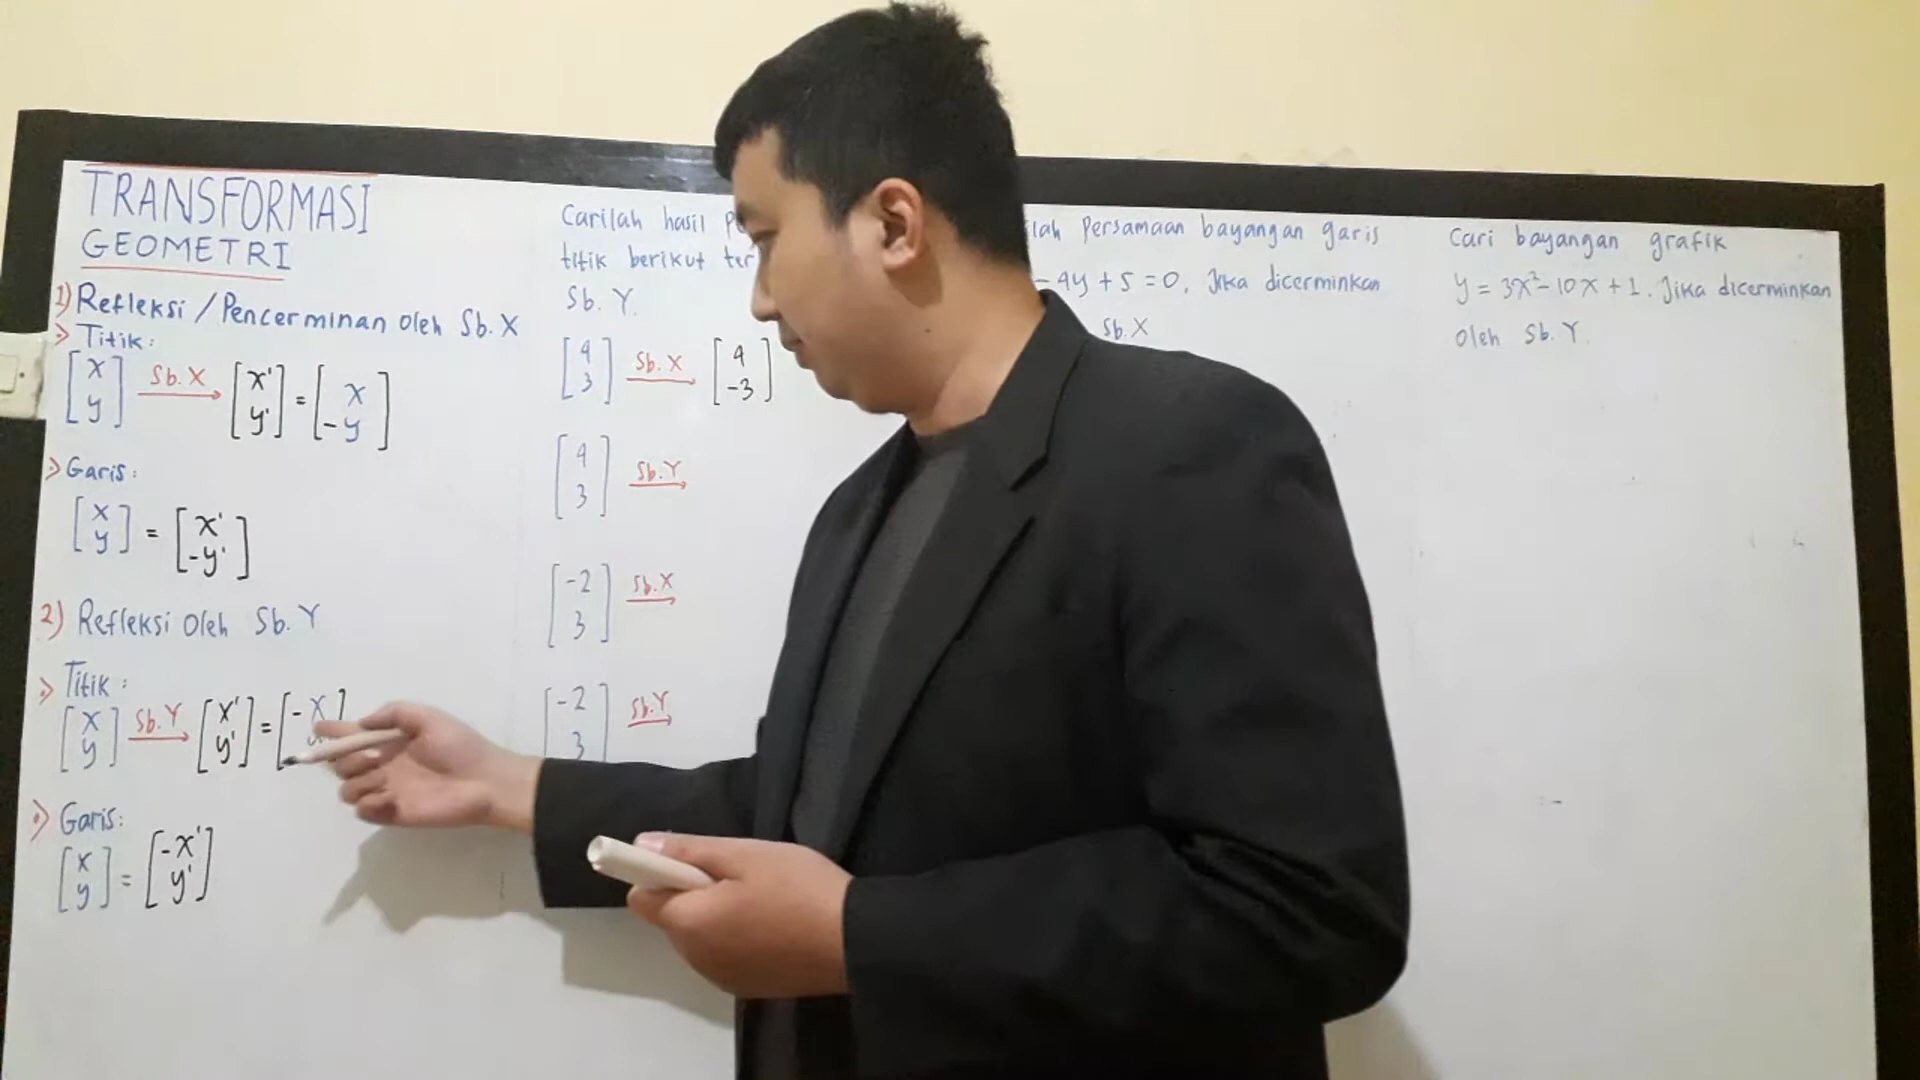 TRANSFORMASI
GEOMETRI
1) Refleksi / Pencerminan Oleh Sb. X
> Titik:
[x y] Sb. X → [x' y'] = [x -y]
> Garis:
[x y] = [x' -y']
2) Refleksi Oleh Sb. Y
> Titik:
[x y] Sb. Y → [x' y'] = [-x
> Garis:
[x y] = [-x' y']
Carilah hasil
titik berikut
Sb. Y.
[4 3] Sb. X → [4 -3]
[4 3] Sb. Y →
[-2 3] Sb. X →
[-2 3] Sb. Y →
Persamaan bayangan garis
-4y + 5 = 0. Jika dicerminkan
Sb. X
Cari bayangan grafik
y = 3x² - 10x + 1. Jika dicerminkan
Oleh Sb. Y.